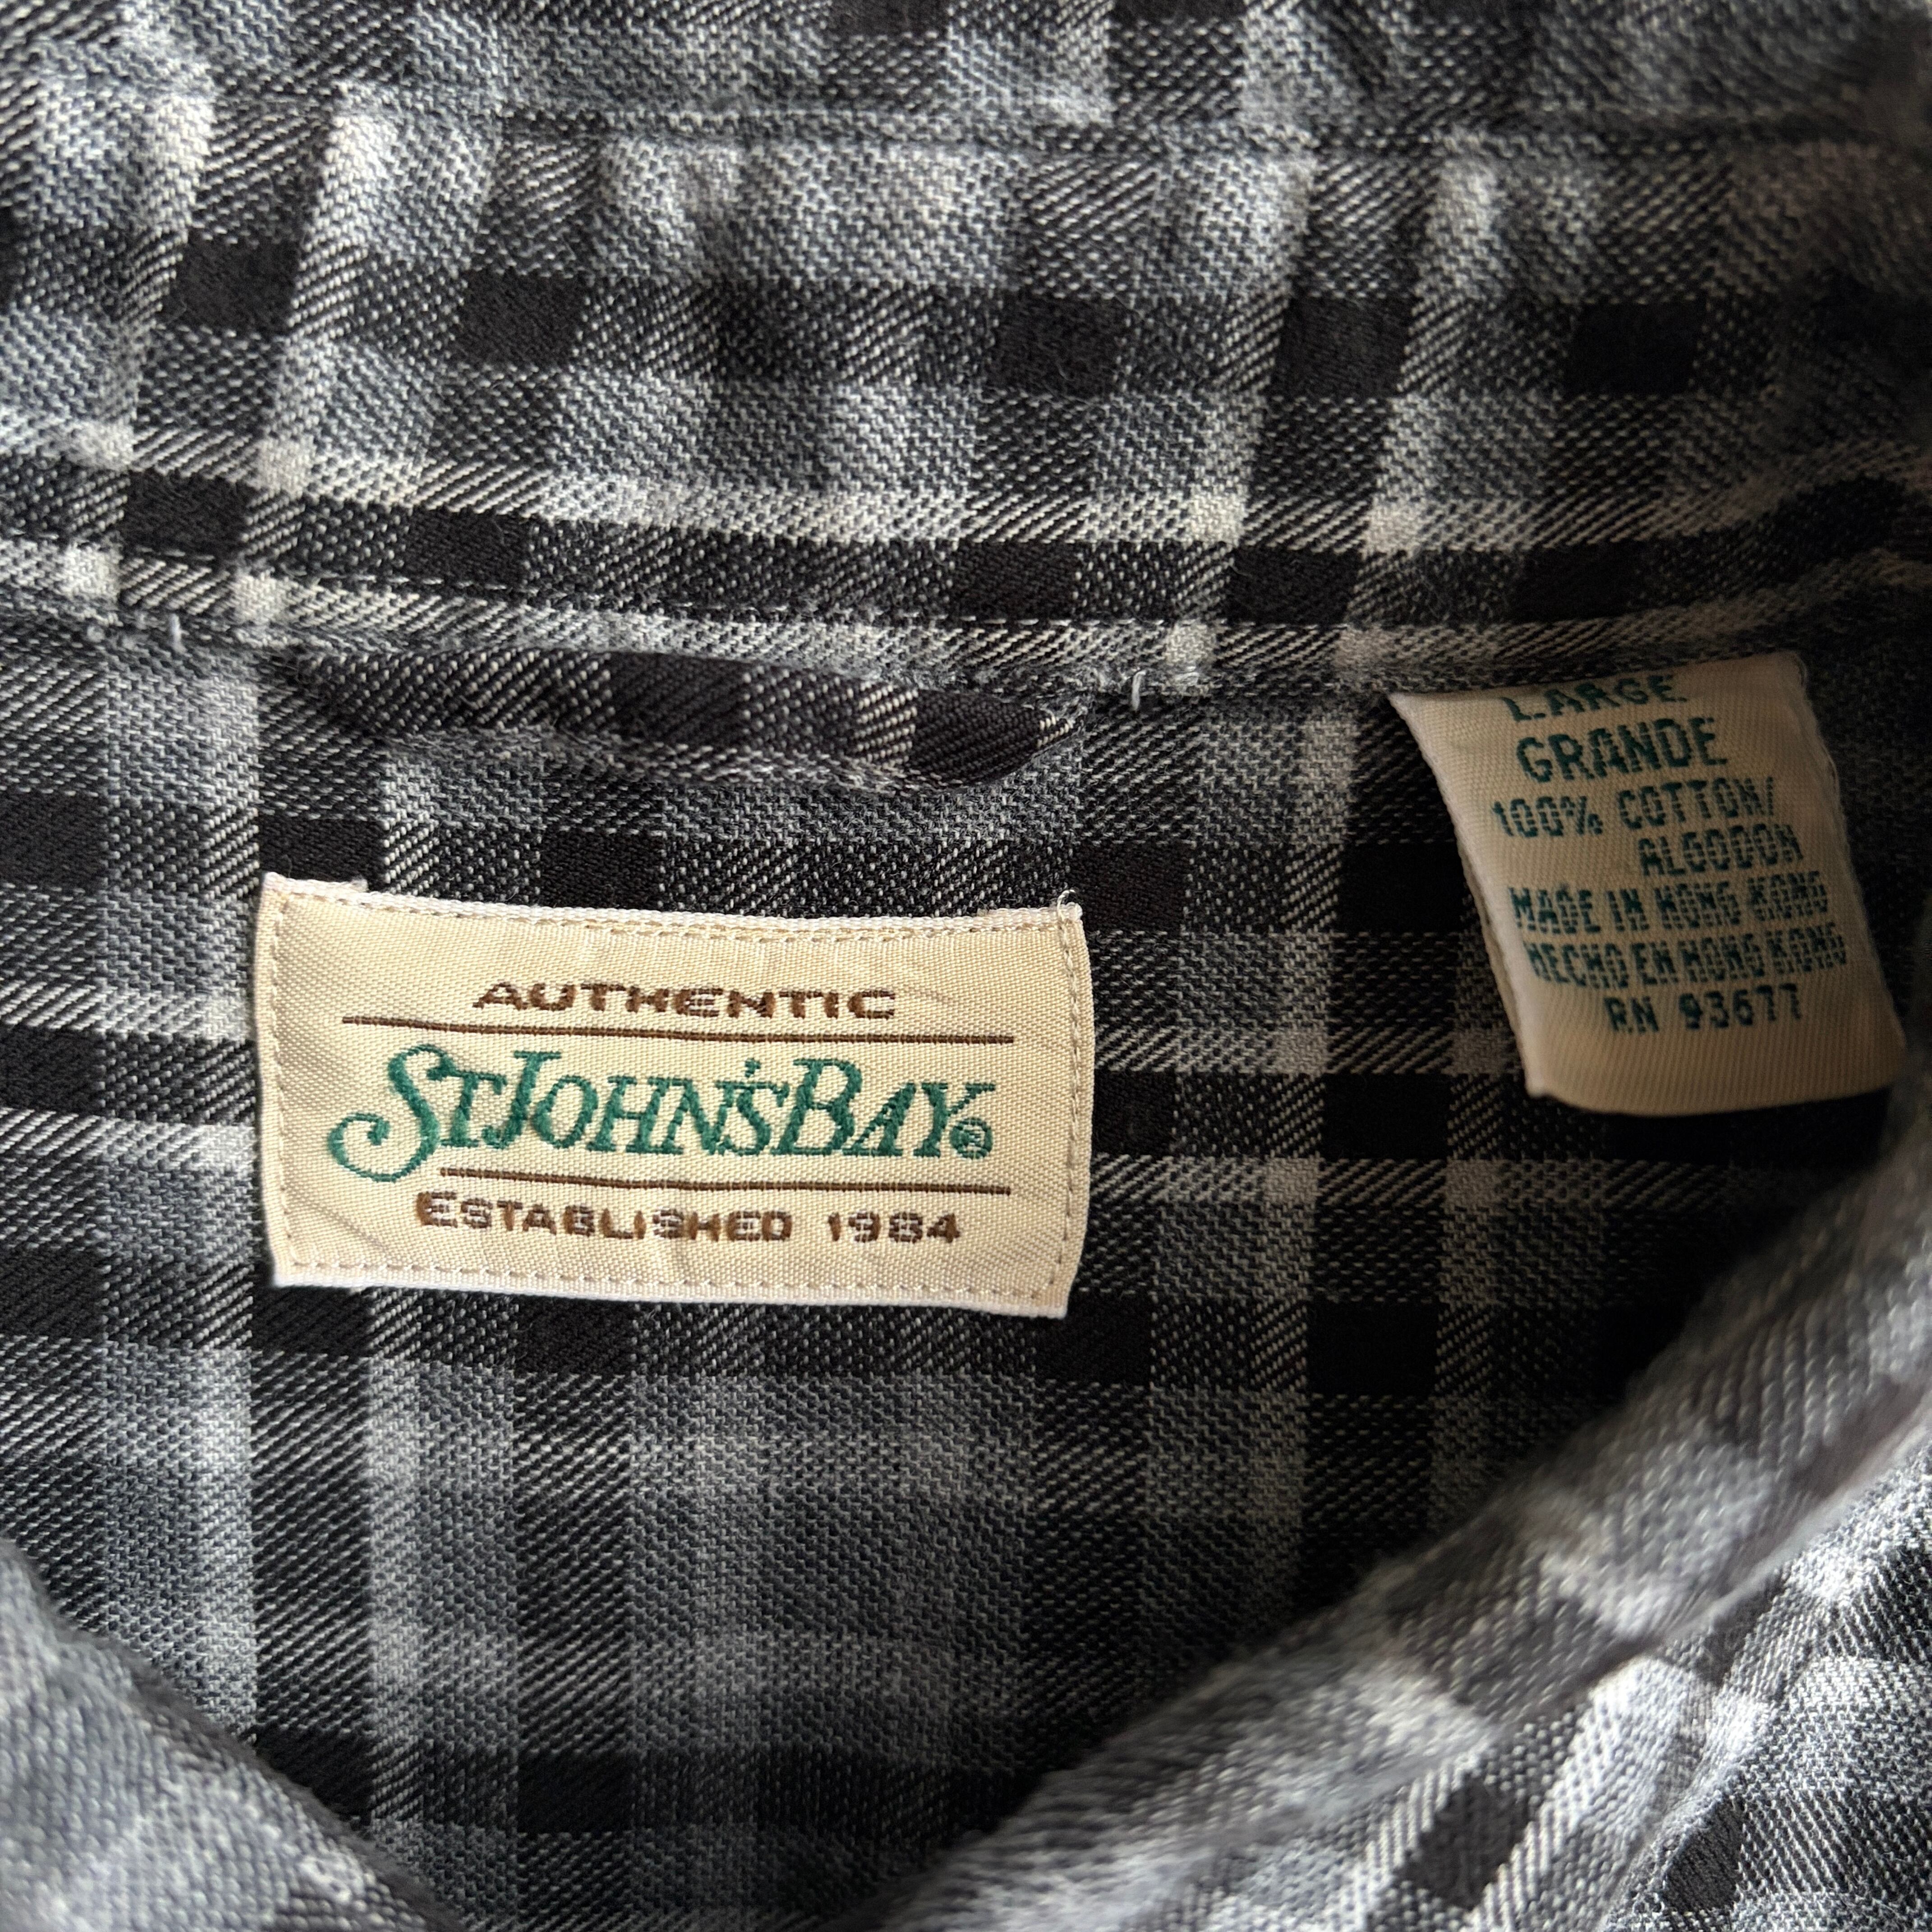 LARGE
GRANDE
100% COTTON/
ALGODON
MADE IN HONG KONG
HECHO EN HONG KONG
RN 93677
AUTHENTIC
ST JOHN'S BAY®
ESTABLISHED 1984